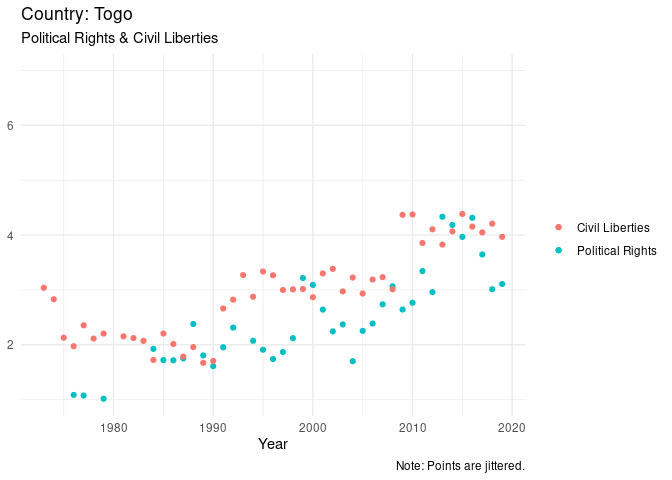 Country: Togo
Political Rights & Civil Liberties
6
4
2
Civil Liberties
Political Rights
1980 1990 2000 2010 2020
Year
Note: Points are jittered.